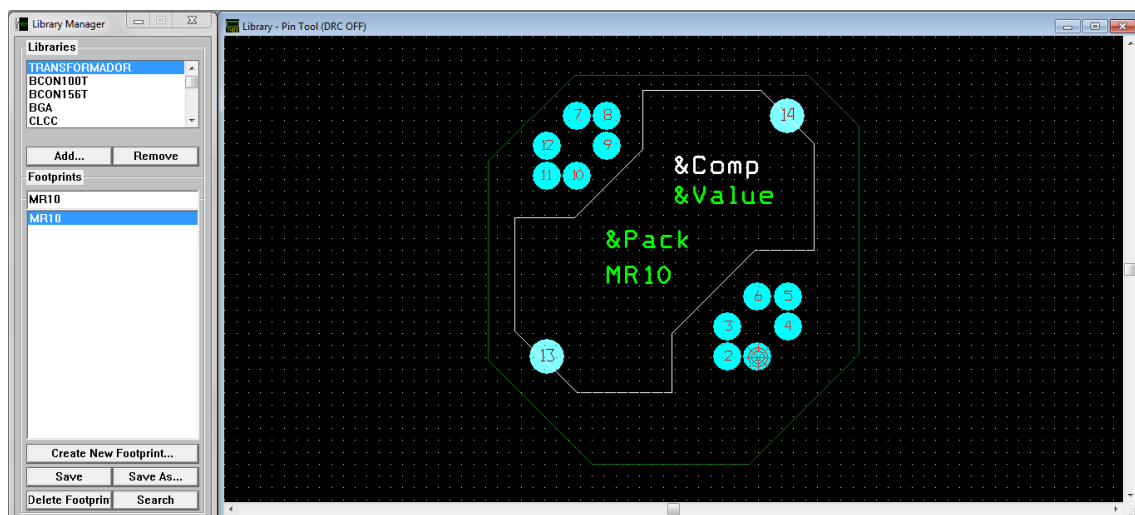 Library Manager
Libraries
TRANSFORMADOR
BCON100T
BCON156T
BGA
CLCC
Add...
Remove
Footprints
MR10
MR10
Create New Footprint...
Save
Save As...
Delete Footprin
Search
Library - Pin Tool (DRC OFF)
7
8
14
12
9
11
10
&Comp
&Value
&Pack
MR10
6
5
3
4
13
2